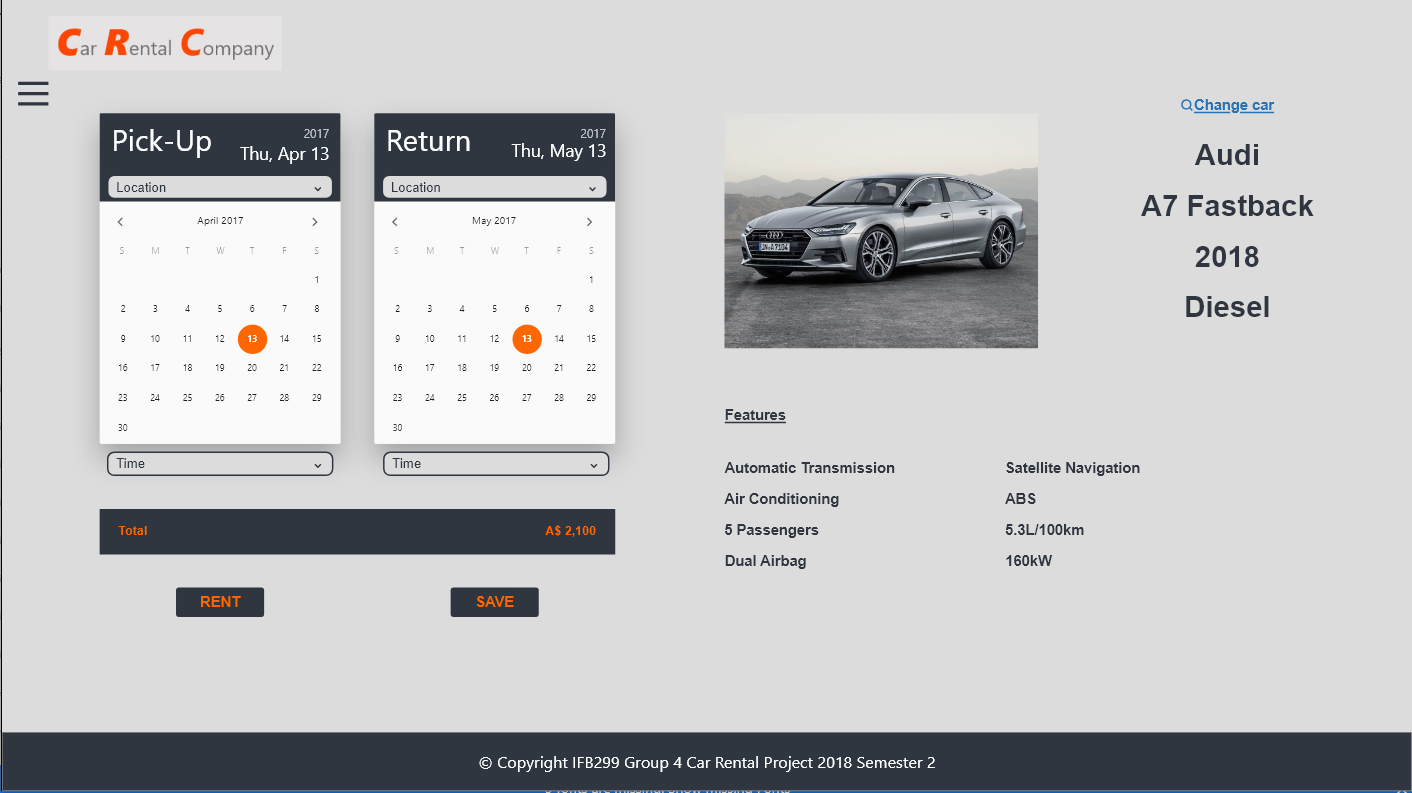 Car Rental Company
Change car
Pick-Up
2017
Thu, Apr 13
Location
April 2017
S M T W T F S
1
2 3 4 5 6 7 8
9 10 11 12 13 14 15
16 17 18 19 20 21 22
23 24 25 26 27 28 29
30
Time
Return
2017
Thu, May 13
Location
May 2017
S M T W T F S
1
2 3 4 5 6 7 8
9 10 11 12 13 14 15
16 17 18 19 20 21 22
23 24 25 26 27 28 29
30
Time
Total A$ 2,100
RENT SAVE
Audi
A7 Fastback
2018
Diesel
Features
Automatic Transmission Satellite Navigation
Air Conditioning ABS
5 Passengers 5.3L/100km
Dual Airbag 160kW
© Copyright IFB299 Group 4 Car Rental Project 2018 Semester 2